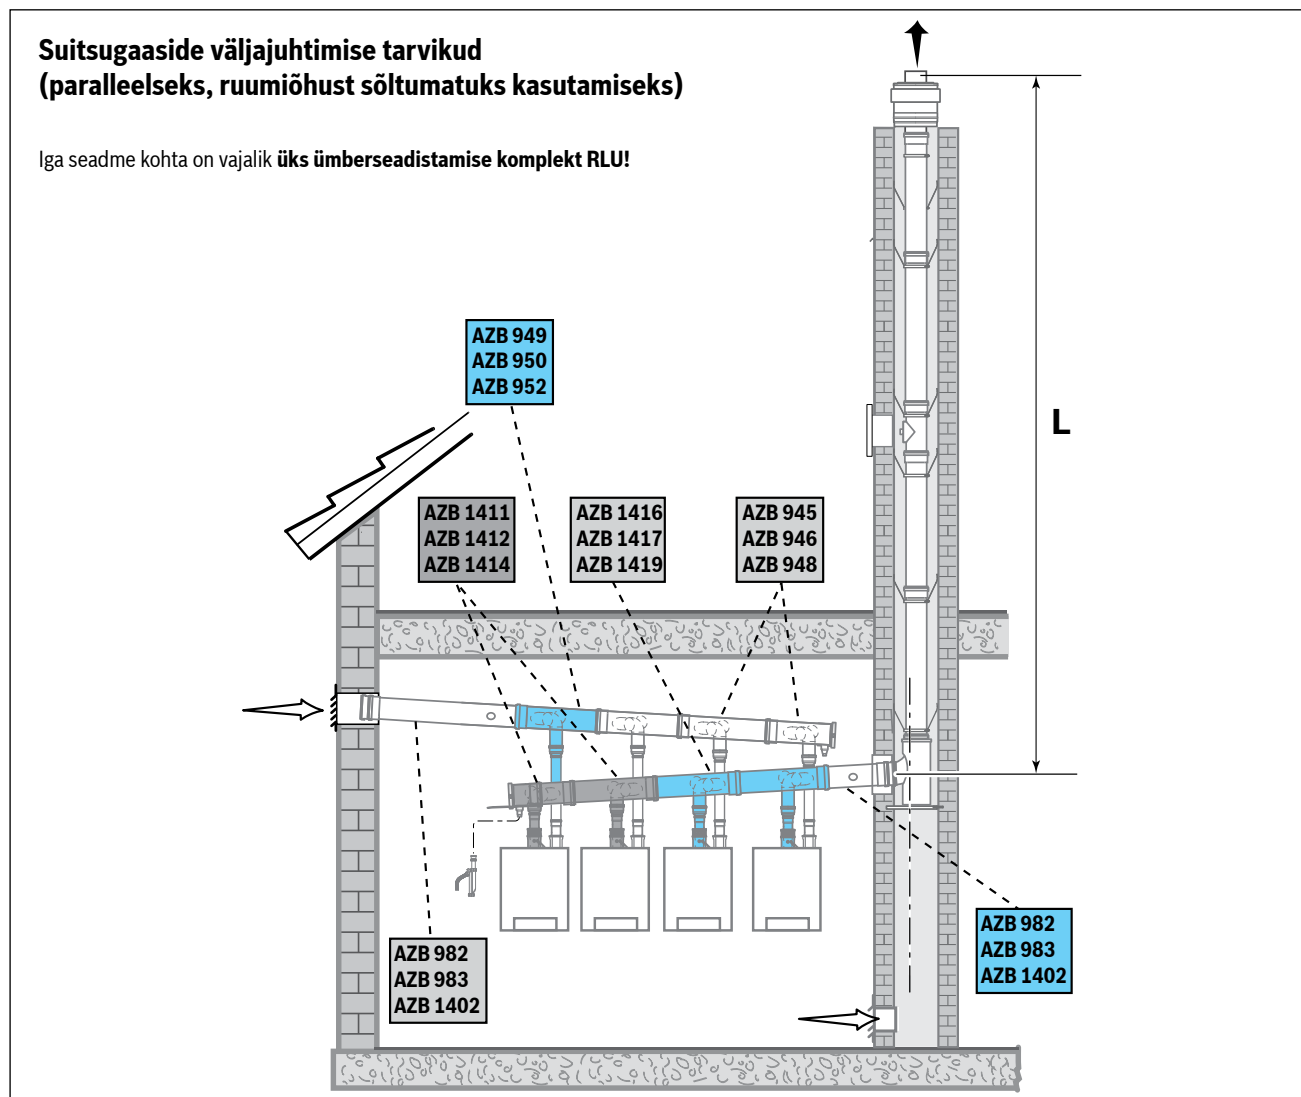 Suitsugaaside väljajuhtimise tarvikud
(paralleelseks, ruumiõhust sõltumatuks kasutamiseks)
Iga seadme kohta on vajalik üks ümberseadistamise komplekt RLU!
AZB 949
AZB 950
AZB 952
L
AZB 1411
AZB 1412
AZB 1414
AZB 1416
AZB 1417
AZB 1419
AZB 945
AZB 946
AZB 948
AZB 982
AZB 983
AZB 1402
AZB 982
AZB 983
AZB 1402